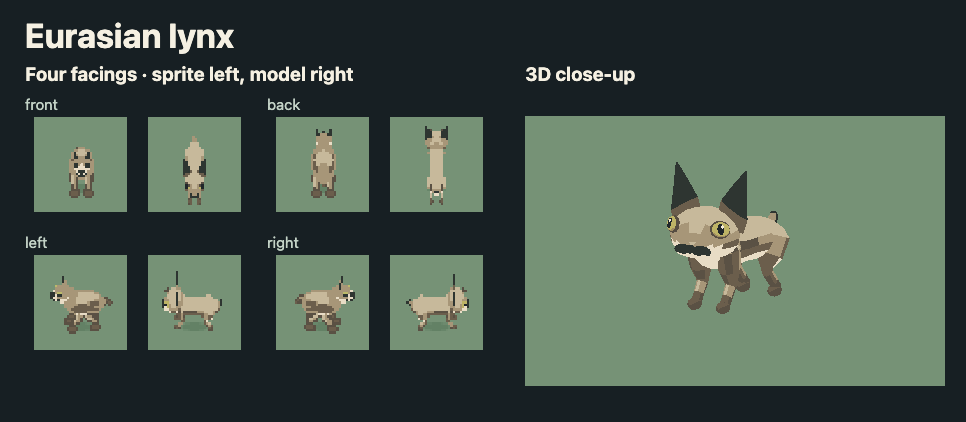 Eurasian lynx
Four facings · sprite left, model right
3D close-up
front
back
left
right